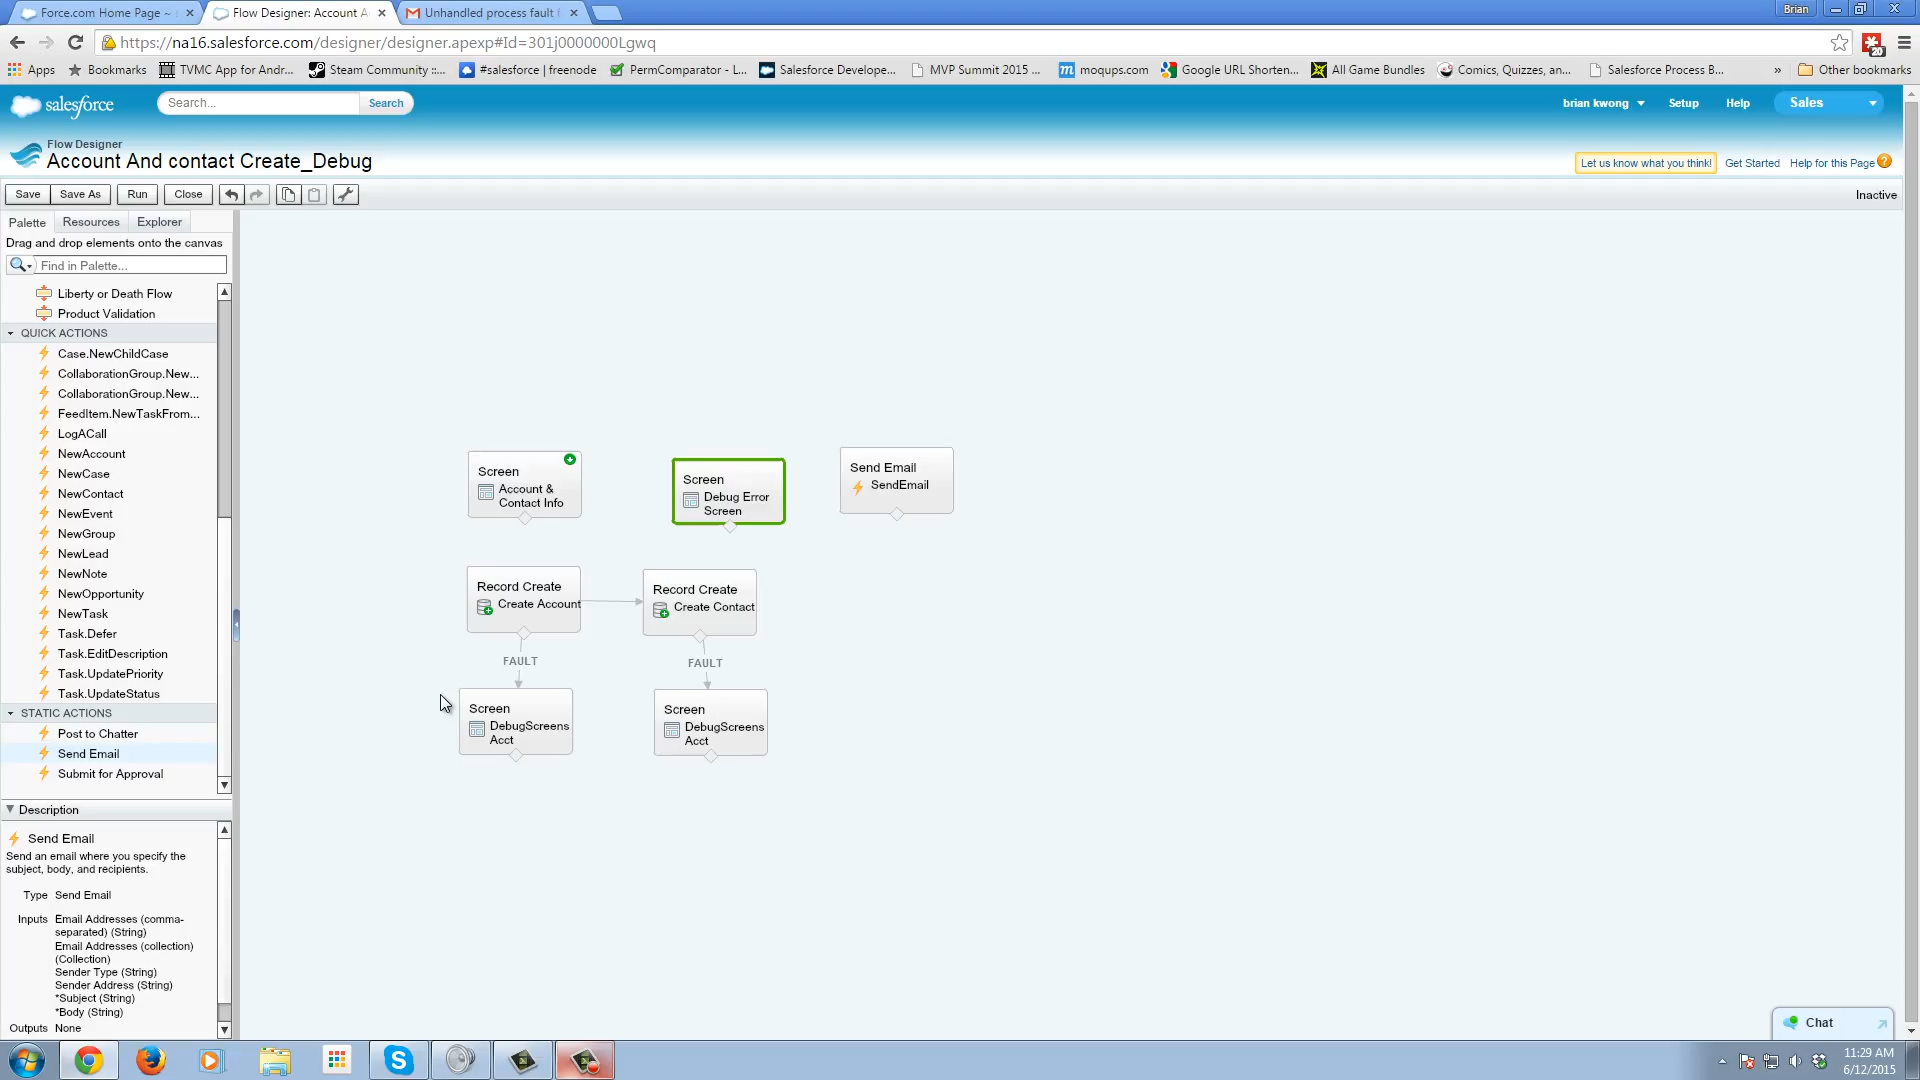 Force.com Home Page ~
Flow Designer: Account A
Unhandled process fault f
Brian
https://na16.salesforce.com/designer/designer.apexp#Id=301j0000000Lgwq
20
Apps
Bookmarks
TVMC App for Andr...
Steam Community ::...
#salesforce | freenode
PermComparator - L...
Salesforce Develope...
MVP Summit 2015 ...
m
moqups.com
Google URL Shorten...
All Game Bundles
Comics, Quizzes, an...
Salesforce Process B...
»
Other bookmarks
salesforce
Search...
Search
brian kwong
Setup
Help
Sales
Flow Designer
Account And contact Create_Debug
Let us know what you think!
Get Started
Help for this Page
Save
Save As
Run
Close
Inactive
Palette
Resources
Explorer
Drag and drop elements onto the canvas
Find in Palette...
Liberty or Death Flow
Product Validation
QUICK ACTIONS
Case.NewChildCase
CollaborationGroup.New...
CollaborationGroup.New...
FeedItem.NewTaskFrom...
LogACall
NewAccount
NewCase
NewContact
NewEvent
NewGroup
NewLead
NewNote
NewOpportunity
NewTask
Task.Defer
Task.EditDescription
Task.UpdatePriority
Task.UpdateStatus
STATIC ACTIONS
Post to Chatter
Send Email
Submit for Approval
Description
Send Email
Send an email where you specify the
subject, body, and recipients.
Type Send Email
Inputs Email Addresses (comma-
separated) (String)
Email Addresses (collection)
(Collection)
Sender Type (String)
Sender Address (String)
*Subject (String)
*Body (String)
Outputs None
Screen
Account &
Contact Info
Screen
Debug Error
Screen
Send Email
SendEmail
Record Create
Create Account
Record Create
Create Contact
FAULT
FAULT
Screen
DebugScreens
Acct
Screen
DebugScreens
Acct
Chat
11:29 AM
6/12/2015